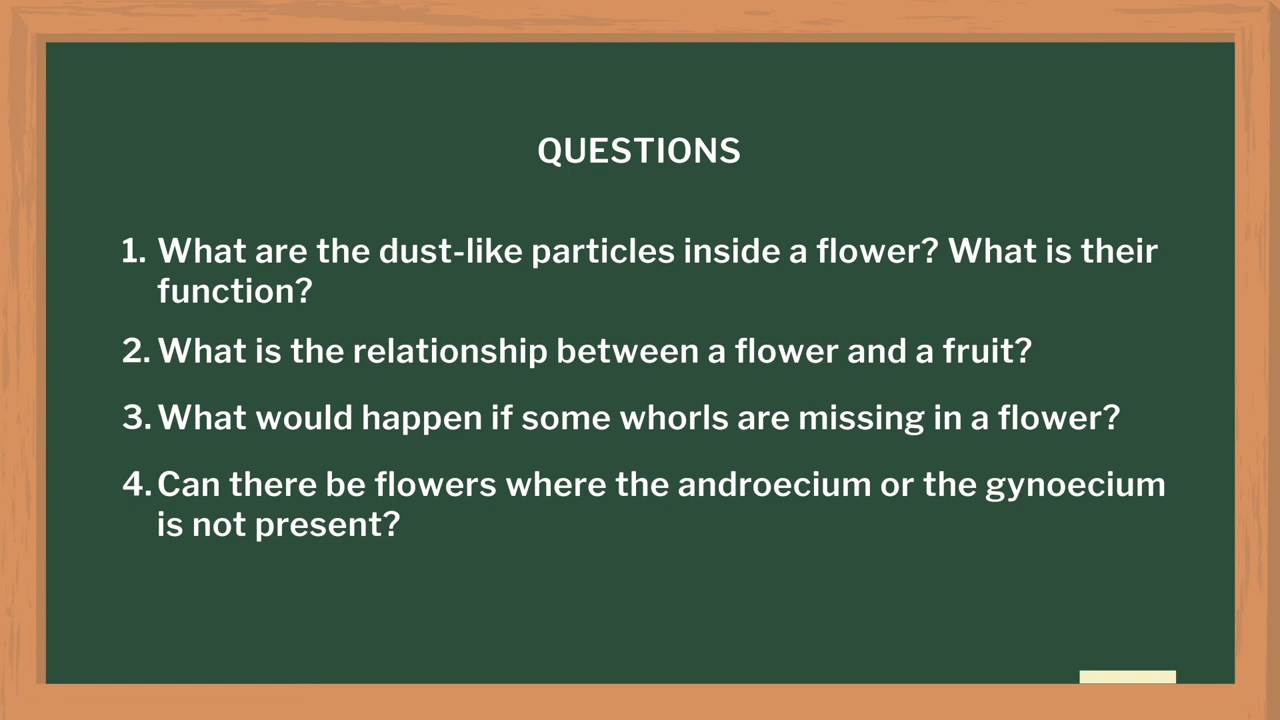 QUESTIONS
1. What are the dust-like particles inside a flower? What is their
function?
2. What is the relationship between a flower and a fruit?
3. What would happen if some whorls are missing in a flower?
4. Can there be flowers where the androecium or the gynoecium
is not present?